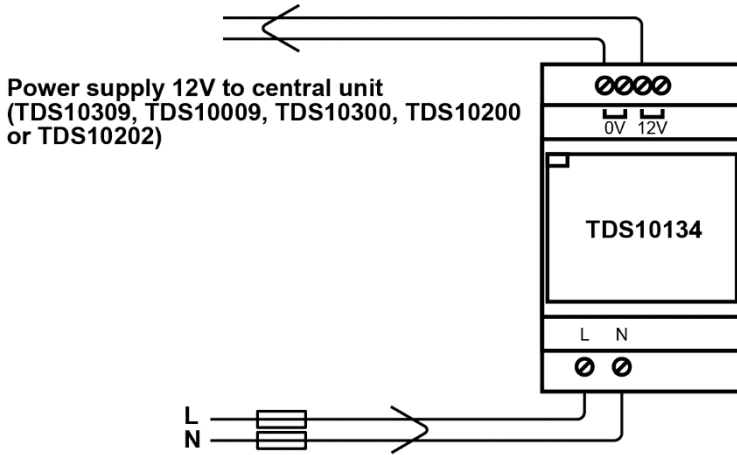 Power supply 12V to central unit
(TDS10309, TDS10009, TDS10300, TDS10200
or TDS10202)
0V 12V
TDS10134
L N
L
N